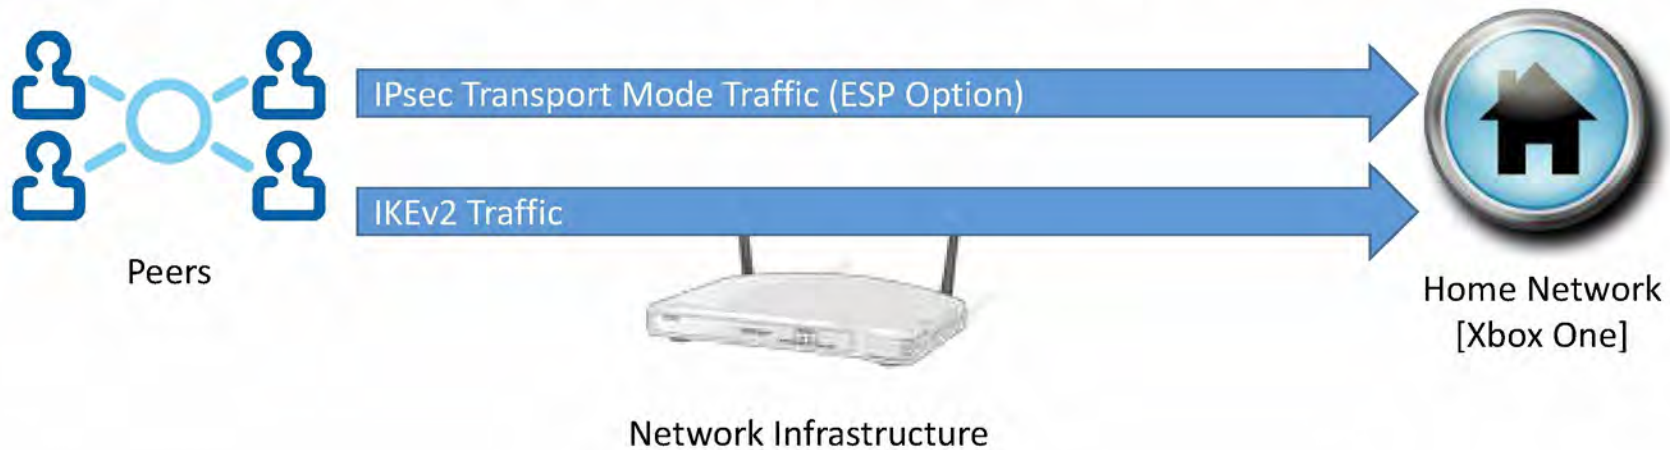 IPsec Transport Mode Traffic (ESP Option)
IKEv2 Traffic
Peers
Home Network
[Xbox One]
Network Infrastructure